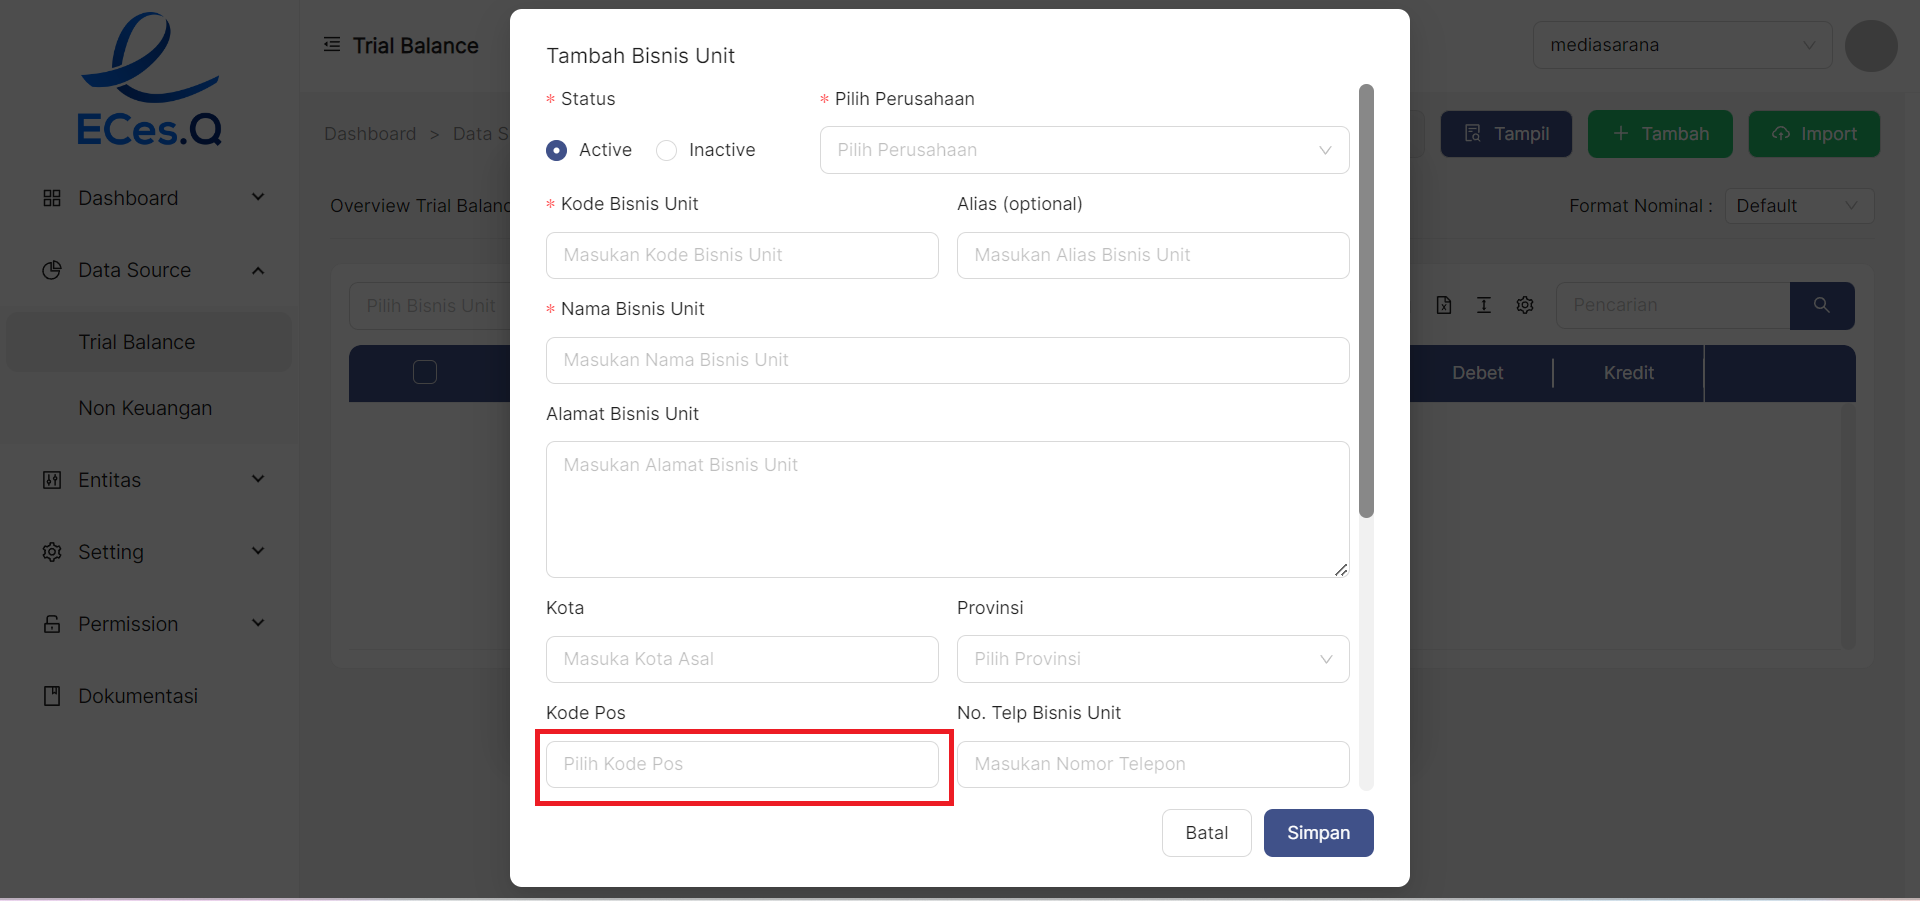 ECes.Q
Dashboard
Data Source
Trial Balance
Non Keuangan
Entitas
Setting
Permission
Dokumentasi
Trial Balance
mediasarana
Dashboard > Data S
Tampil
+ Tambah
Import
Overview Trial Balanc
Format Nominal : Default
Pilih Bisnis Unit
Pencarian
Debet
Kredit
Tambah Bisnis Unit
* Status
* Pilih Perusahaan
Active
Inactive
Pilih Perusahaan
* Kode Bisnis Unit
Alias (optional)
Masukan Kode Bisnis Unit
Masukan Alias Bisnis Unit
* Nama Bisnis Unit
Masukan Nama Bisnis Unit
Alamat Bisnis Unit
Masukan Alamat Bisnis Unit
Kota
Provinsi
Masuka Kota Asal
Pilih Provinsi
Kode Pos
No. Telp Bisnis Unit
Pilih Kode Pos
Masukan Nomor Telepon
Batal
Simpan